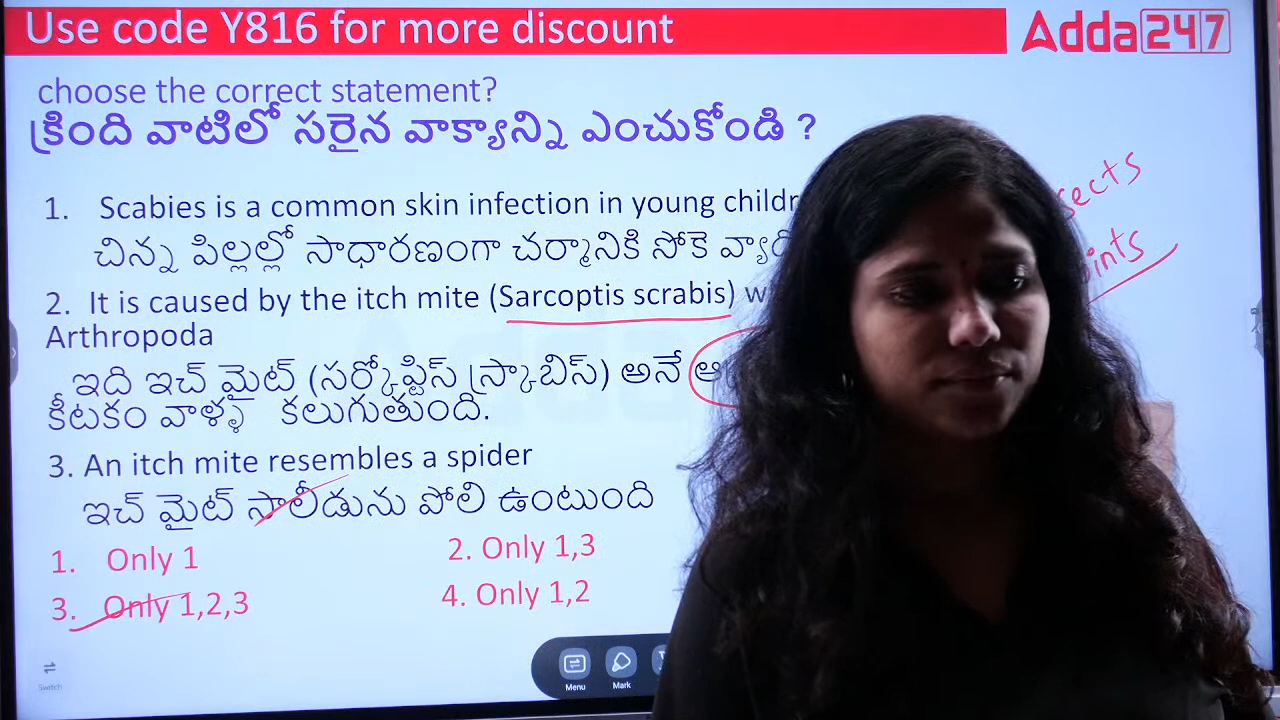 Use code Y816 for more discount
Adda247
choose the correct statement?
క్రింది వాటిలో సరైన వాక్యాన్ని ఎంచుకోండి ?
1. Scabies is a common skin infection in young
చిన్న పిల్లల్లో సాధారణంగా చర్మానికి సోకె
2. It is caused by the itch mite (Sarcoptis scrabis)
Arthropoda
ఇది ఇచ్ మైట్ (సర్కోప్టిస్ స్క్రాబిస్) అనే
కీటకం వాళ్ళ కలుగుతుంది.
3. An itch mite resembles a spider
ఇచ్ మైట్ సాలీడును పోలి ఉంటుంది
1. Only 1
2. Only 1,3
3. Only 1,2,3
4. Only 1,2
Switch
Menu
Mark